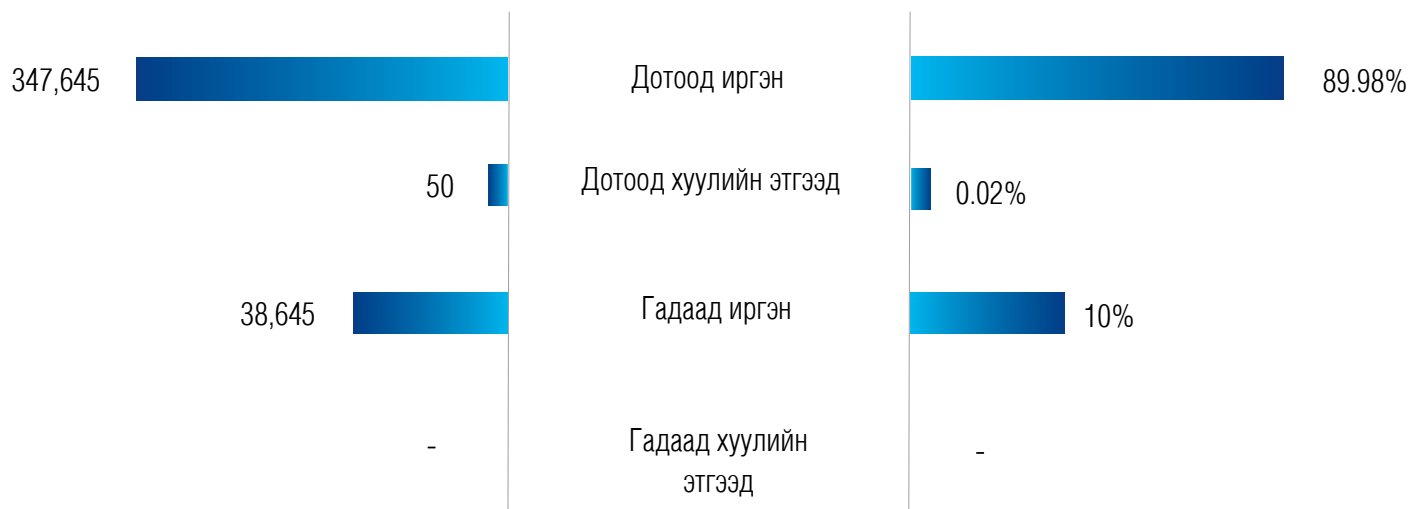 347,645 Дотоод иргэн 89.98%
50 Дотоод хуулийн этгээд 0.02%
38,645 Гадаад иргэн 10%
- Гадаад хуулийн -
этгээд